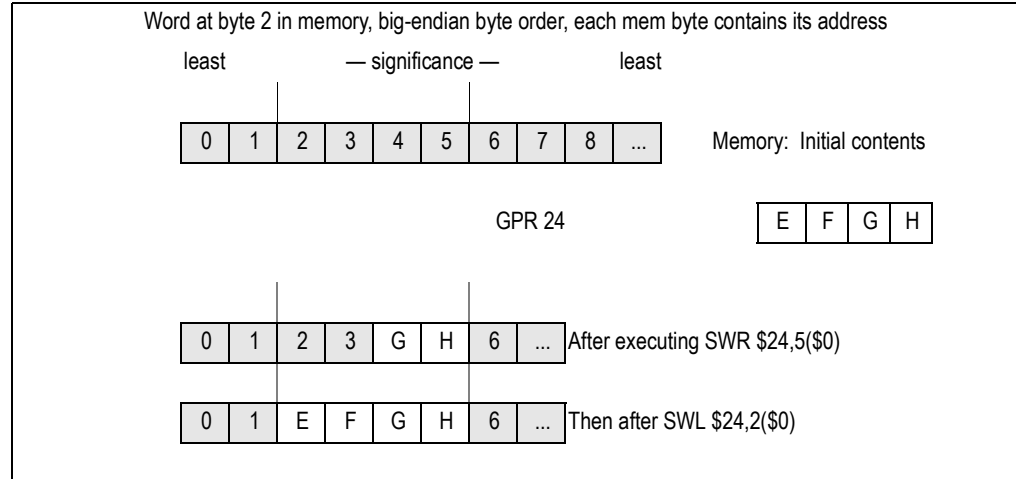 Word at byte 2 in memory, big-endian byte order, each mem byte contains its address
least — significance — least
0 1 2 3 4 5 6 7 8 ... Memory: Initial contents
GPR 24 E F G H
0 1 2 3 G H 6 ... After executing SWR $24,5($0)
0 1 E F G H 6 ... Then after SWL $24,2($0)